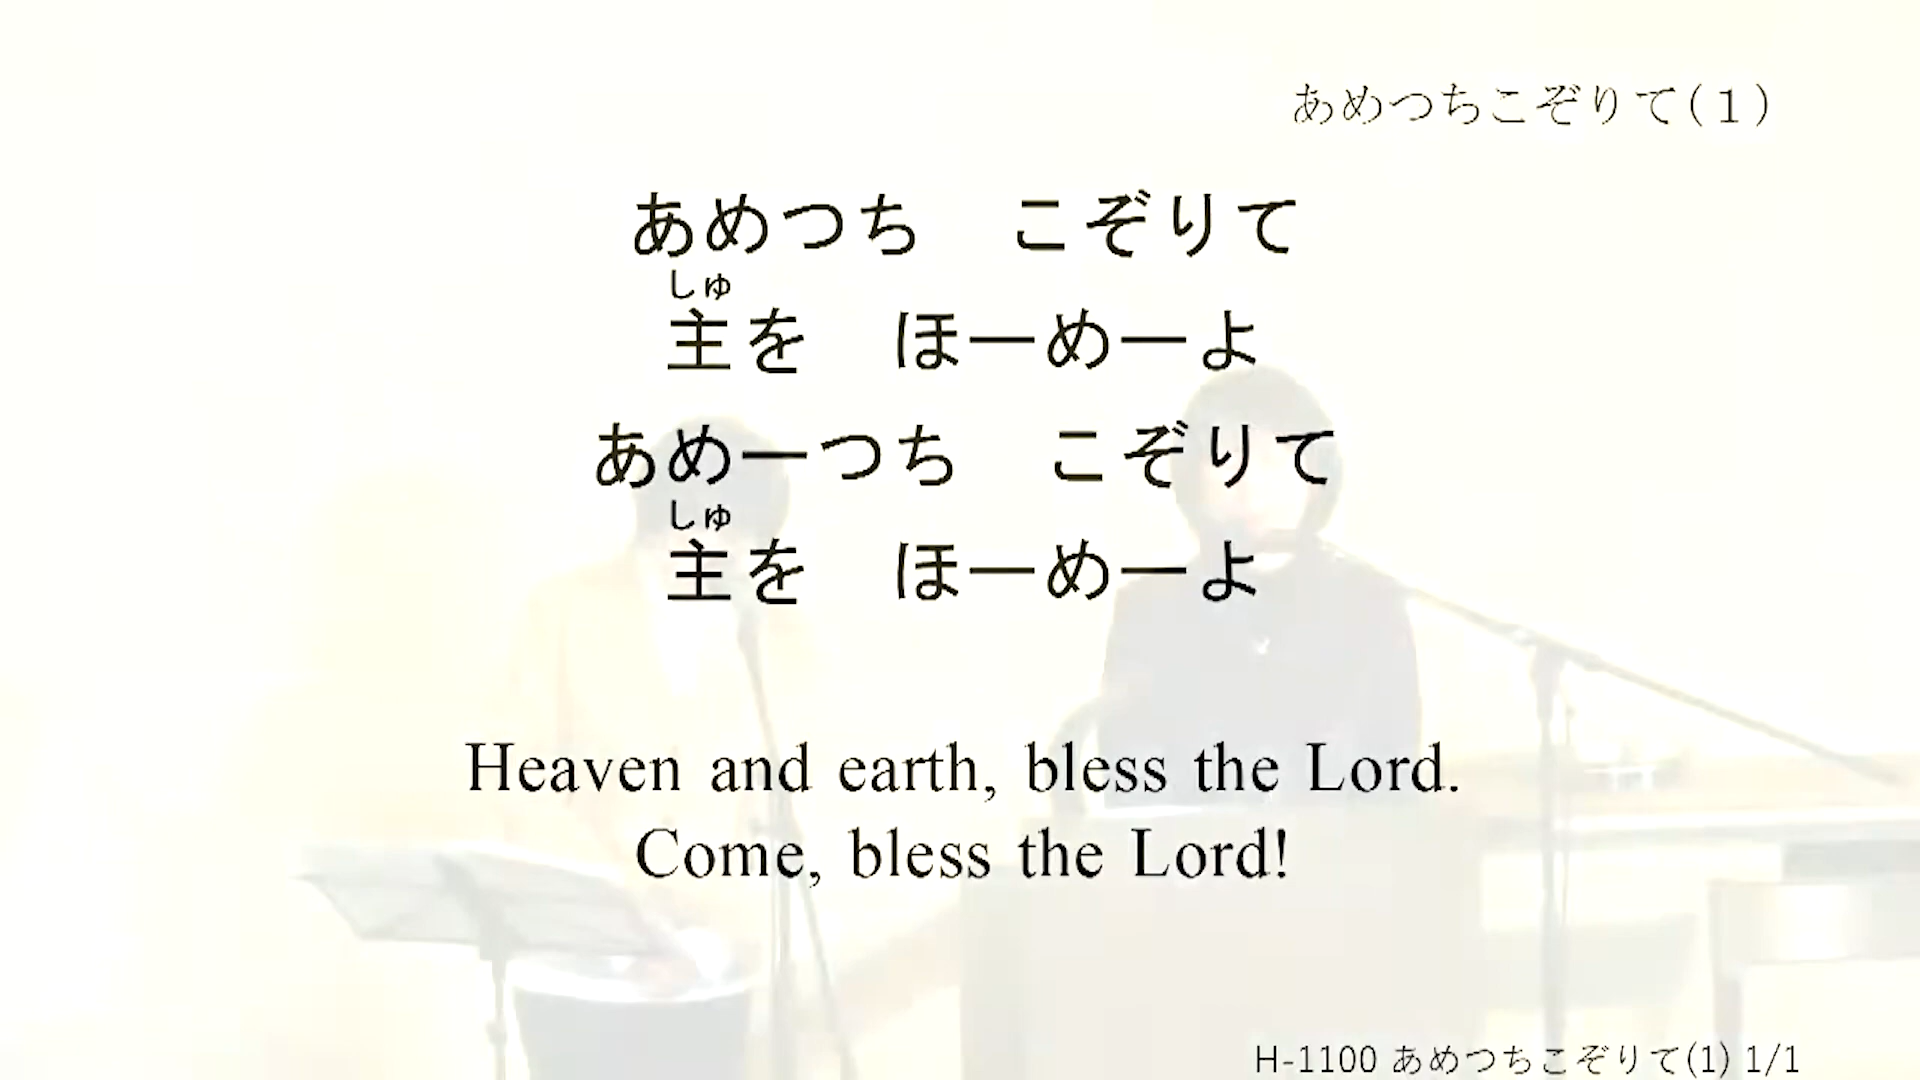 あめつちこぞりて(1)
あめつち　こぞりて
しゅ
主を　ほーめーよ
あめーつち　こぞりて
しゅ
主を　ほーめーよ
Heaven and earth, bless the Lord.
Come, bless the Lord!
H-1100 あめつちこぞりて(1) 1/1